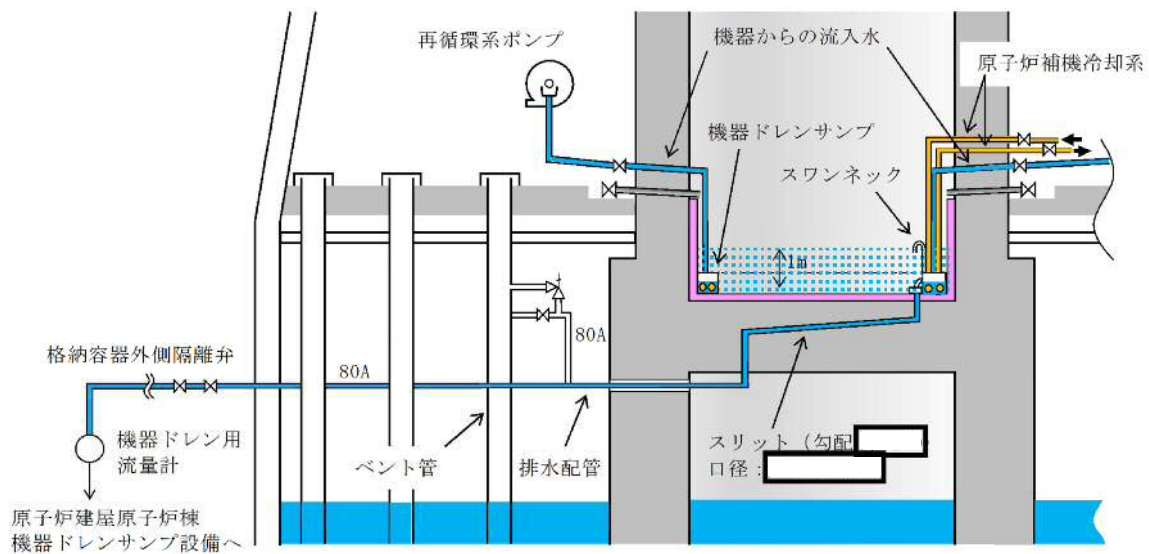 再循環系ポンプ
機器からの流入水
原子炉補機冷却系
機器ドレンサンプ
スワンネック
1m
80A
80A
格納容器外側隔離弁
機器ドレン用
流量計
ベント管
排水配管
スリット（勾配
口径：
原子炉建屋原子炉棟
機器ドレンサンプ設備へ